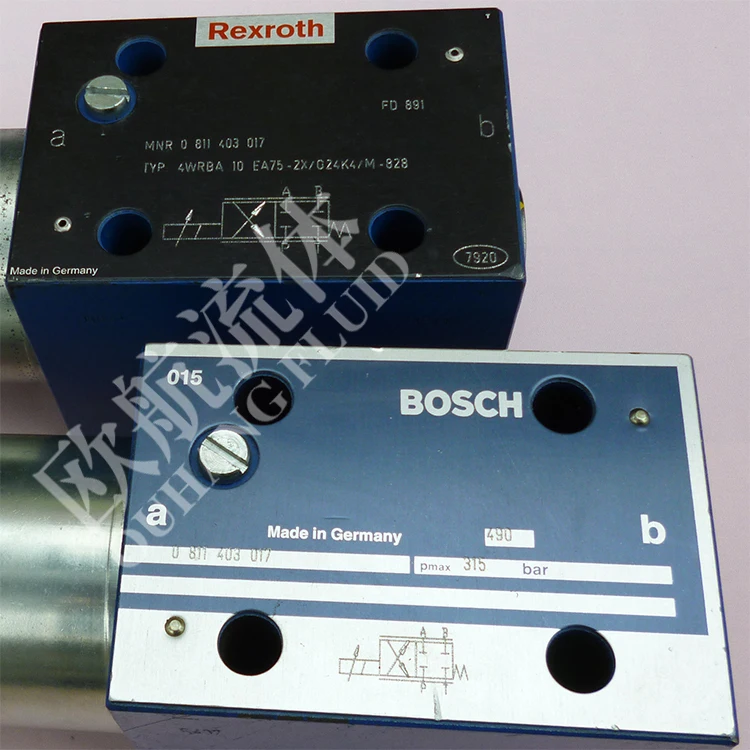 T
Rexroth
FD 891
a
b
MNR 0 811 403 017
TYP 4WRBA 10 EA75-2X/G24K4/M-828
A B
P T
7920
Made in Germany
欧航流体
OUHANG FLUID
015
BOSCH
a
b
Made in Germany
490
0 811 403 017
pmax 315 bar
A B
P T